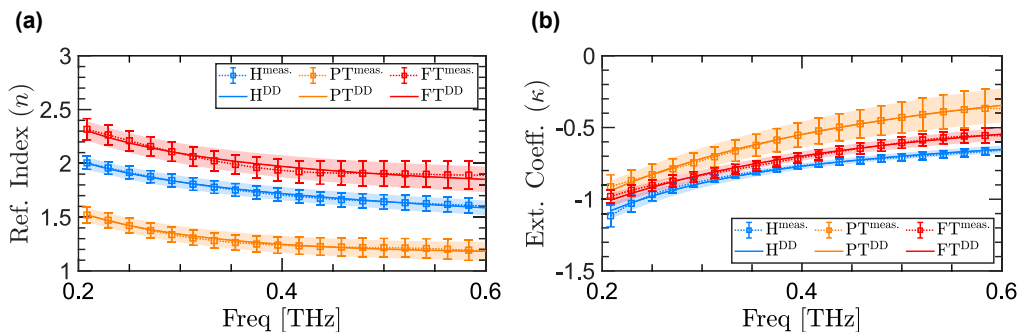 (a)
3
2.5
2
1.5
1
Ref. Index (n)
H^meas. PT^meas. FT^meas.
H^DD PT^DD FT^DD
0.2 0.4 0.6
Freq [THz]
(b)
0
-0.5
-1
-1.5
Ext. Coeff. (κ)
H^meas. PT^meas. FT^meas.
H^DD PT^DD FT^DD
0.2 0.4 0.6
Freq [THz]